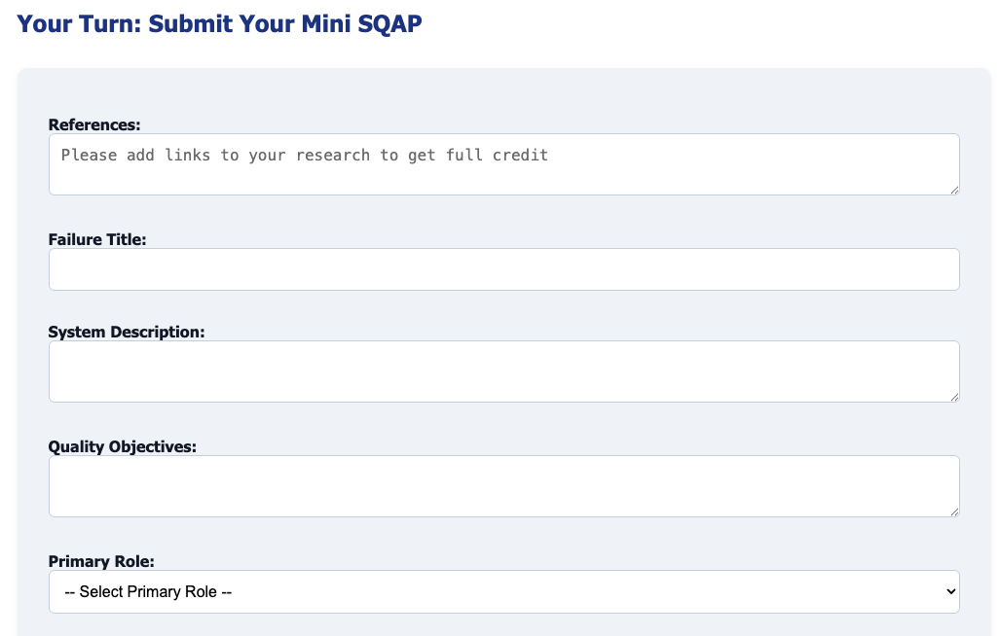 Your Turn: Submit Your Mini SQAP
References:
Please add links to your research to get full credit
Failure Title:
System Description:
Quality Objectives:
Primary Role:
-- Select Primary Role --